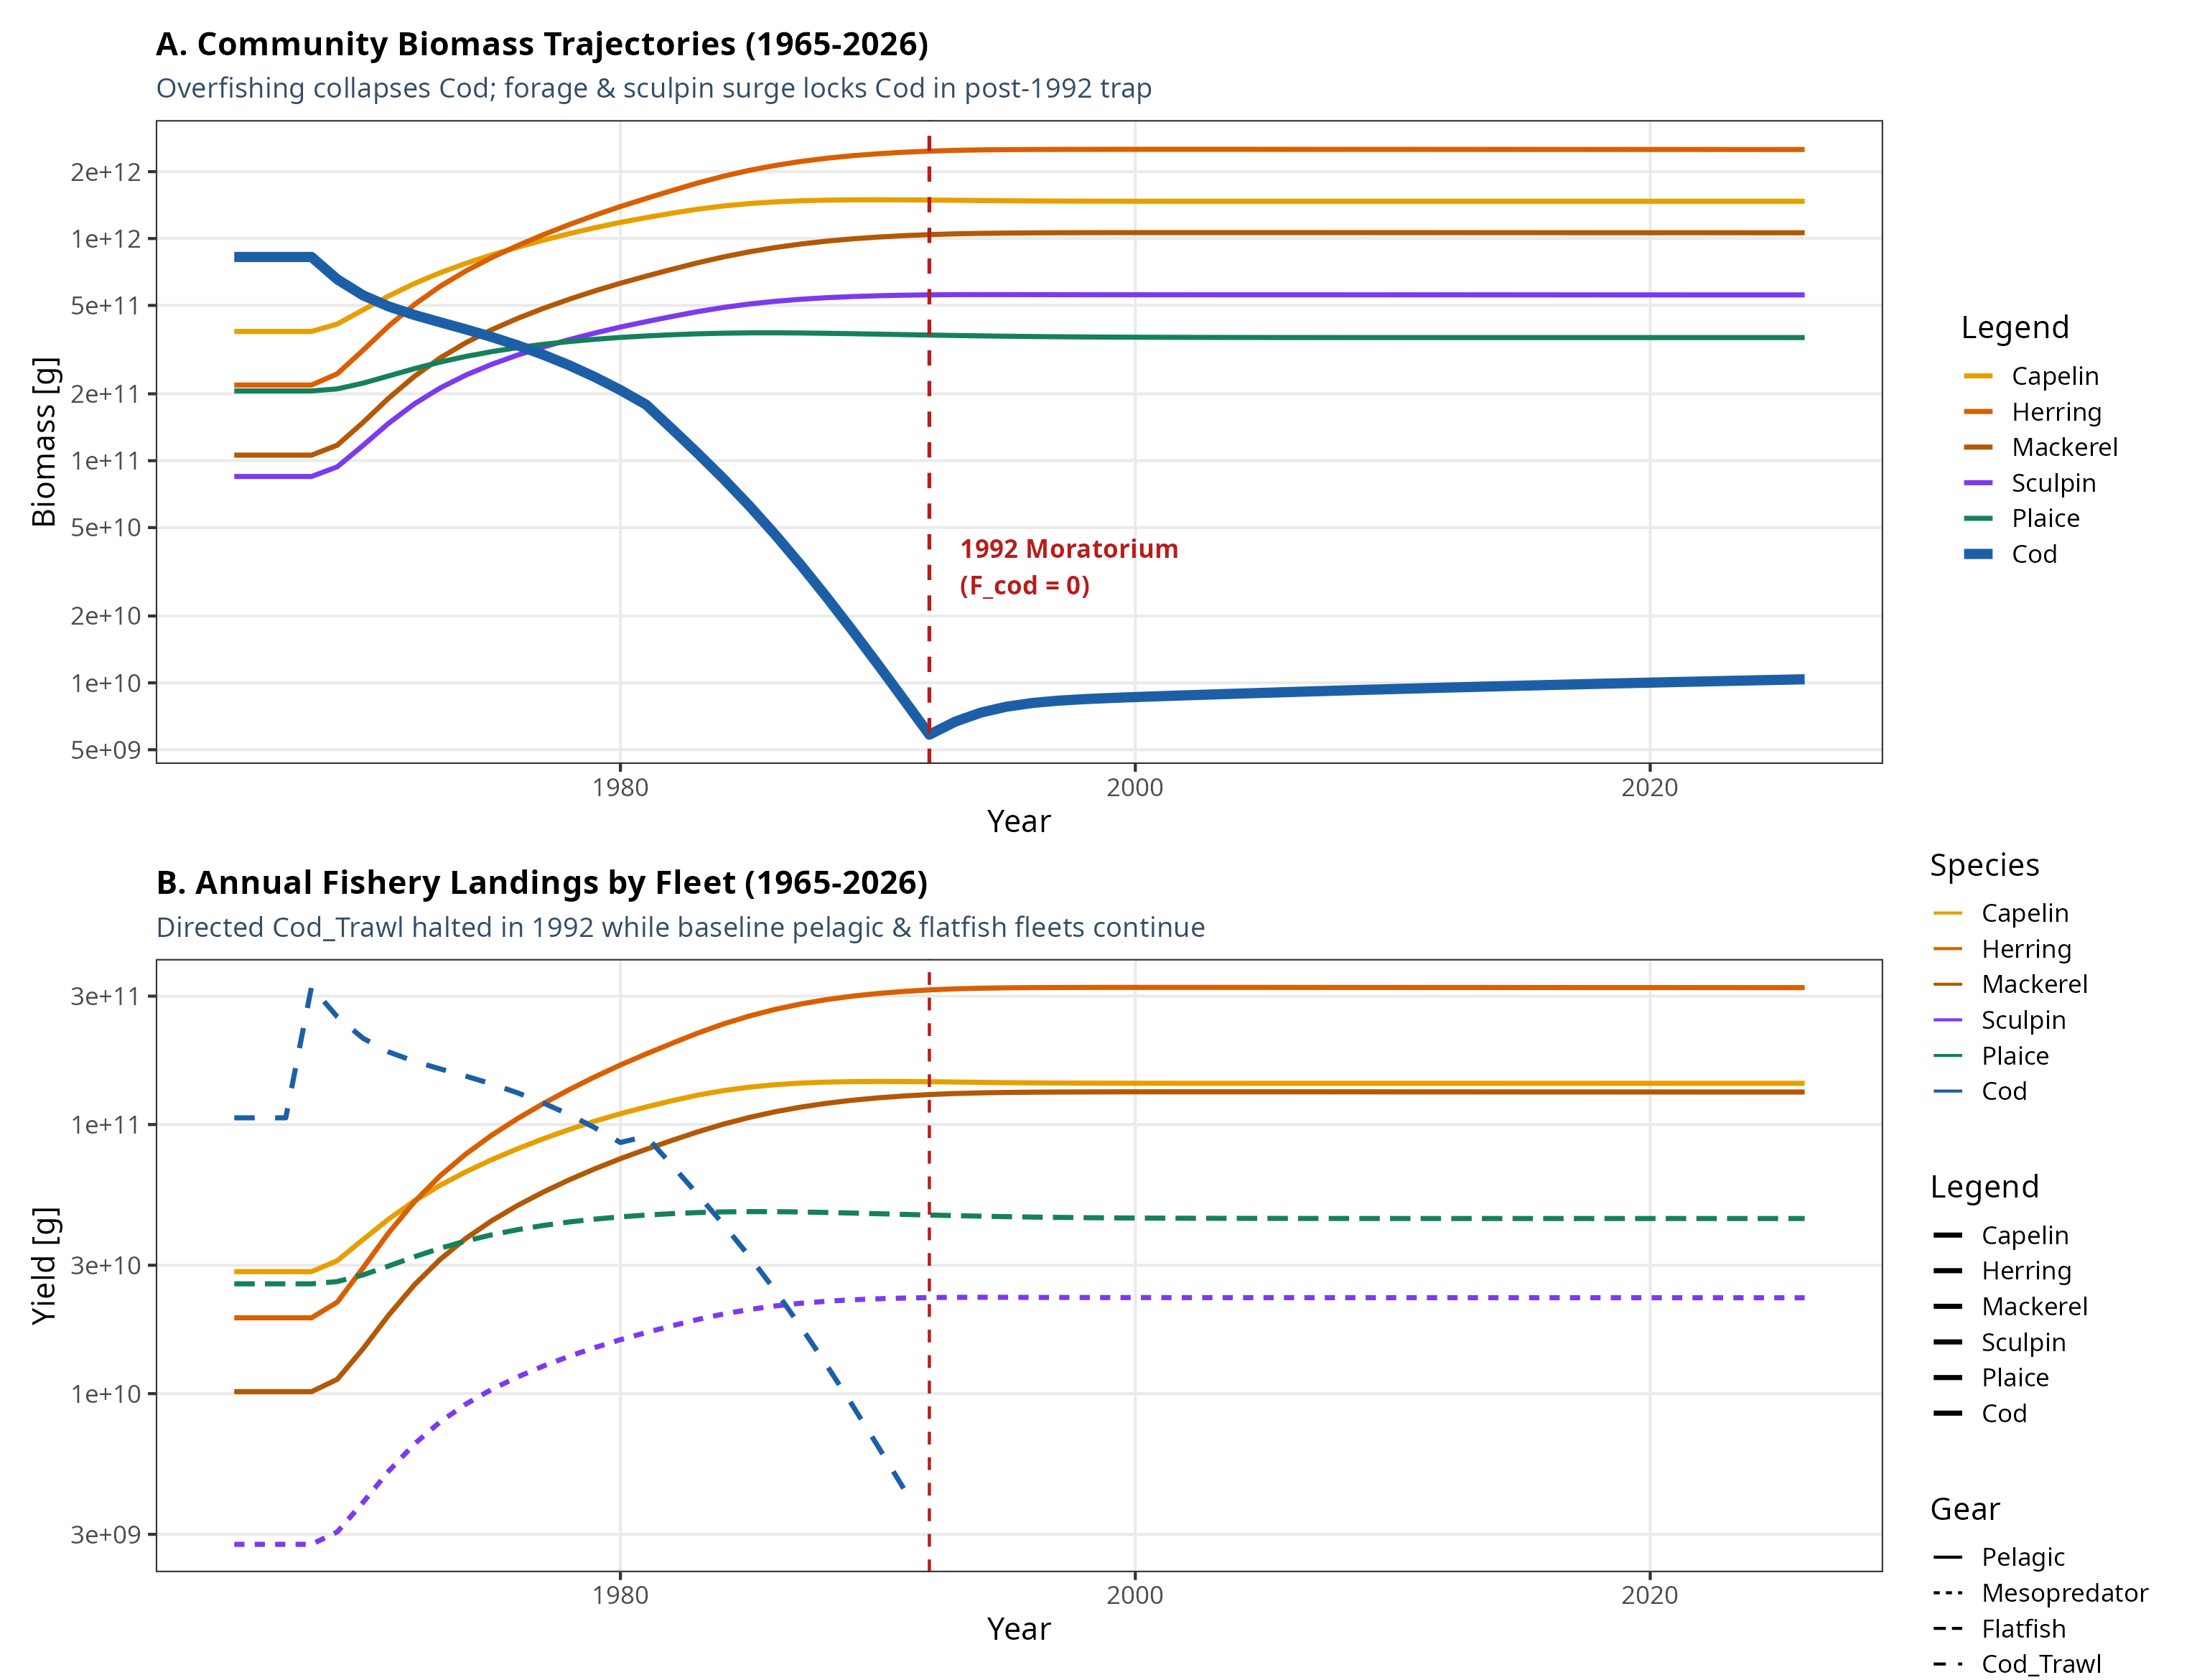 A. Community Biomass Trajectories (1965-2026)
Overfishing collapses Cod; forage & sculpin surge locks Cod in post-1992 trap
Biomass [g]
2e+12
1e+12
5e+11
2e+11
1e+11
5e+10
2e+10
1e+10
5e+09
1992 Moratorium
(F_cod = 0)
1980
2000
2020
Year
Legend
Capelin
Herring
Mackerel
Sculpin
Plaice
Cod
B. Annual Fishery Landings by Fleet (1965-2026)
Directed Cod_Trawl halted in 1992 while baseline pelagic & flatfish fleets continue
Yield [g]
3e+11
1e+11
3e+10
1e+10
3e+09
1980
2000
2020
Year
Species
Capelin
Herring
Mackerel
Sculpin
Plaice
Cod
Legend
Capelin
Herring
Mackerel
Sculpin
Plaice
Cod
Gear
Pelagic
Mesopredator
Flatfish
Cod_Trawl